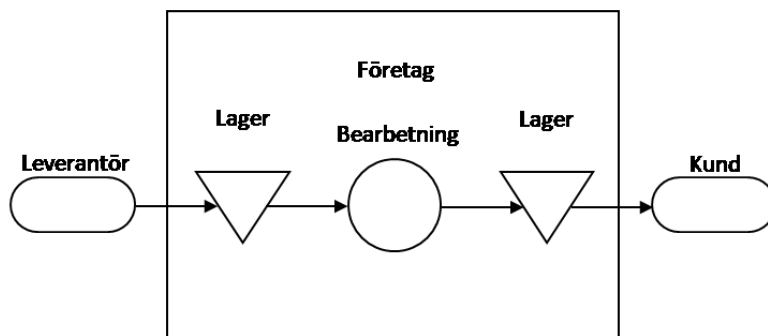 Företag
Lager
Lager
Bearbetning
Leverantör
Kund